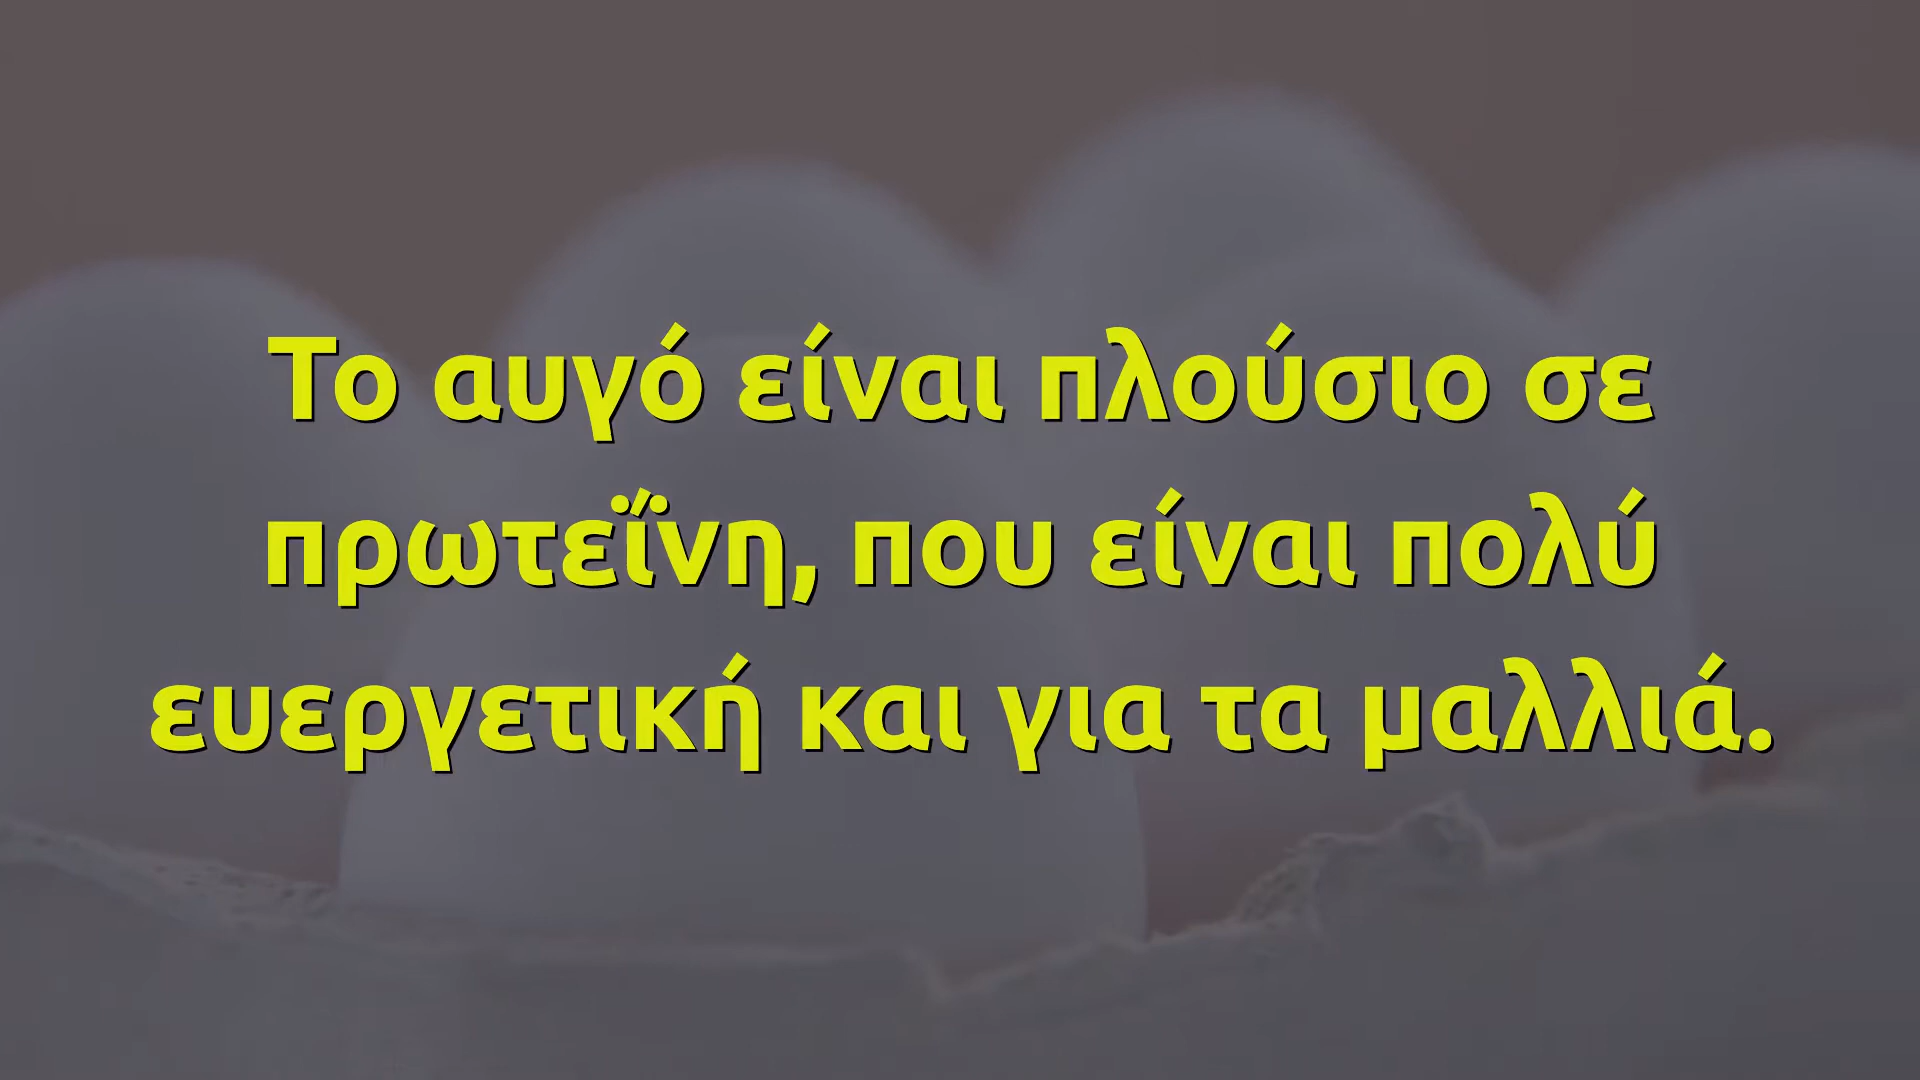 Το αυγό είναι πλούσιο σε
πρωτεΐνη, που είναι πολύ
ευεργετική και για τα μαλλιά.